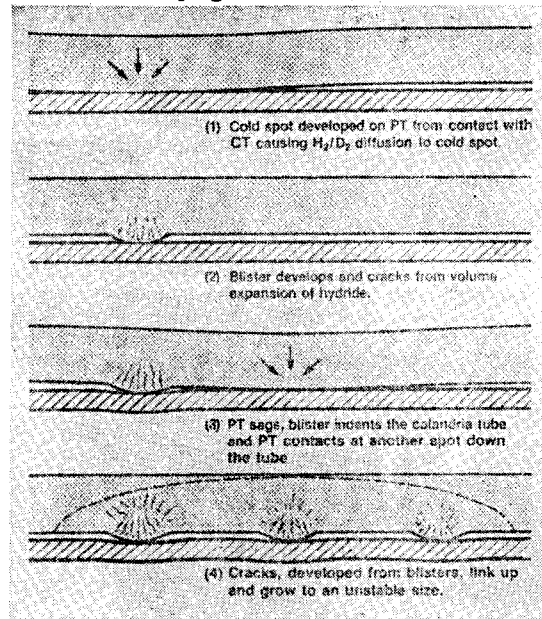 (1) Cold spot developed on PT from contact with
CT causing H₂/D₂ diffusion to cold spot.
(2) Blister develops and cracks from volume
expansion of hydride.
(3) PT sags, blister indents the calandria tube
and PT contacts at another spot down
the tube
(4) Cracks, developed from blisters, link up
and grow to an unstable size.